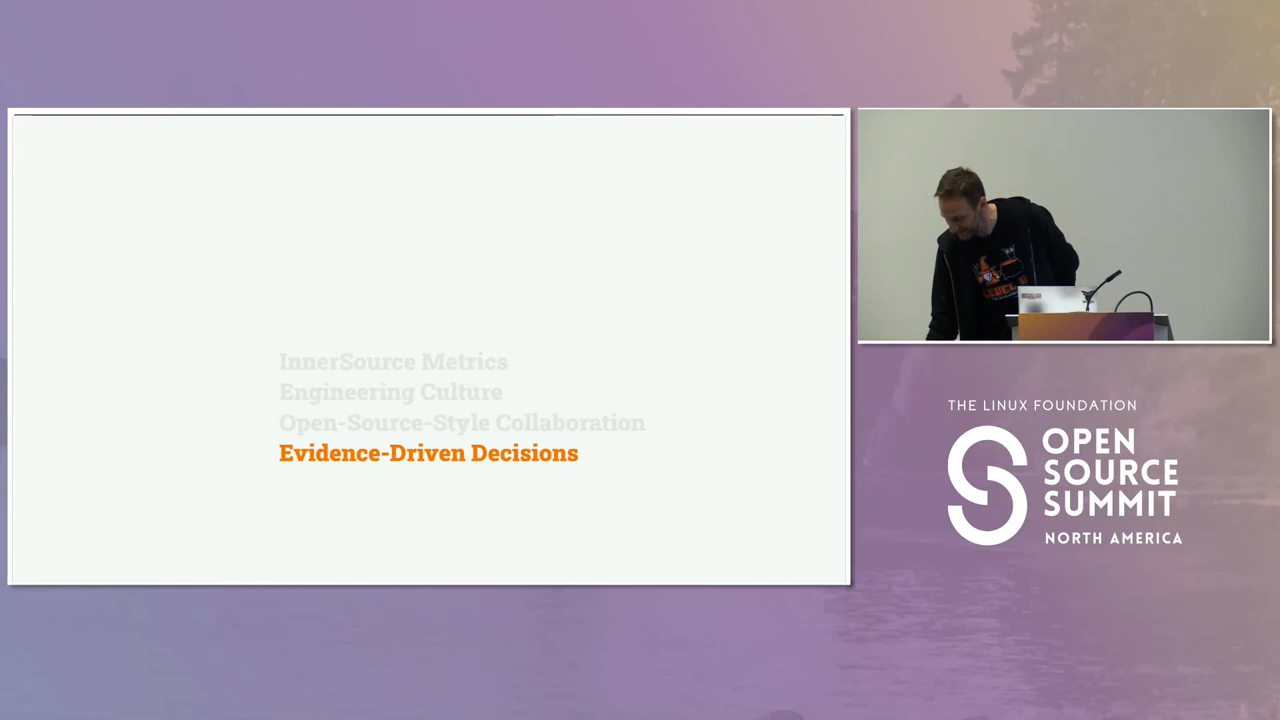 InnerSource Metrics
Engineering Culture
Open-Source-Style Collaboration
Evidence-Driven Decisions
THE LINUX FOUNDATION
OPEN
SOURCE
SUMMIT
NORTH AMERICA